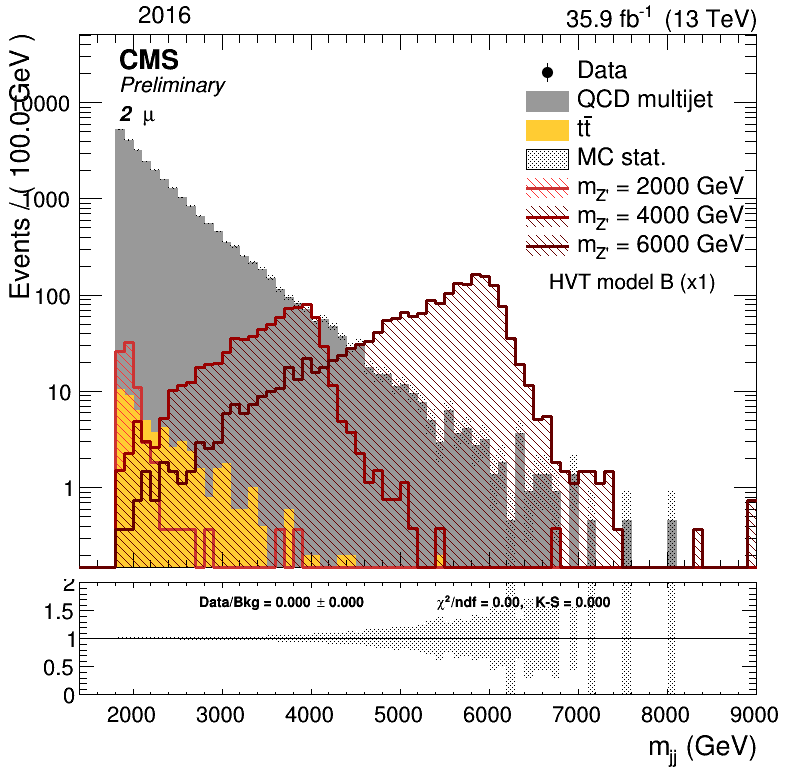 2016
35.9 fb⁻¹ (13 TeV)
CMS
Preliminary
2 μ
Data
QCD multijet
tt̄
MC stat.
m_Z' = 2000 GeV
m_Z' = 4000 GeV
m_Z' = 6000 GeV
HVT model B (x1)
Events / ( 100.0 GeV )
1000
100
10
1
2
1.5
1
0.5
0
Data/Bkg = 0.000 ± 0.000
χ²/ndf = 0.00, K-S = 0.000
2000 3000 4000 5000 6000 7000 8000 9000
m_jj (GeV)